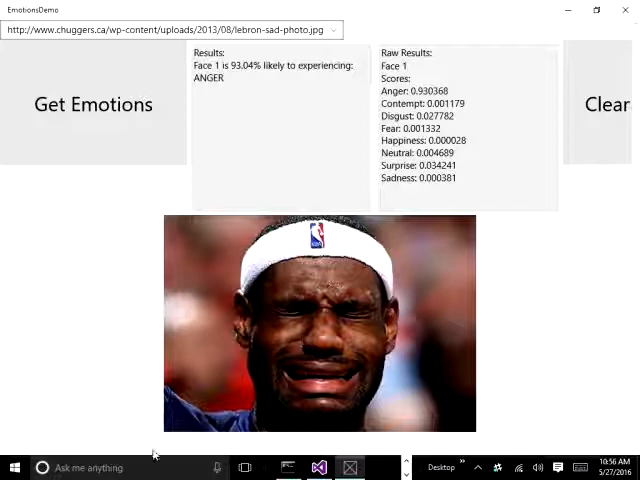 EmotionsDemo
http://www.chuggers.ca/wp-content/uploads/2013/08/lebron-sad-photo.jpg
Get Emotions
Results:
Face 1 is 93.04% likely to experiencing:
ANGER
Raw Results:
Face 1
Scores:
Anger: 0.930368
Contempt: 0.001179
Disgust: 0.027782
Fear: 0.001332
Happiness: 0.000028
Neutral: 0.004689
Surprise: 0.034241
Sadness: 0.000381
Clear
Ask me anything
Desktop
10:56 AM
5/27/2016